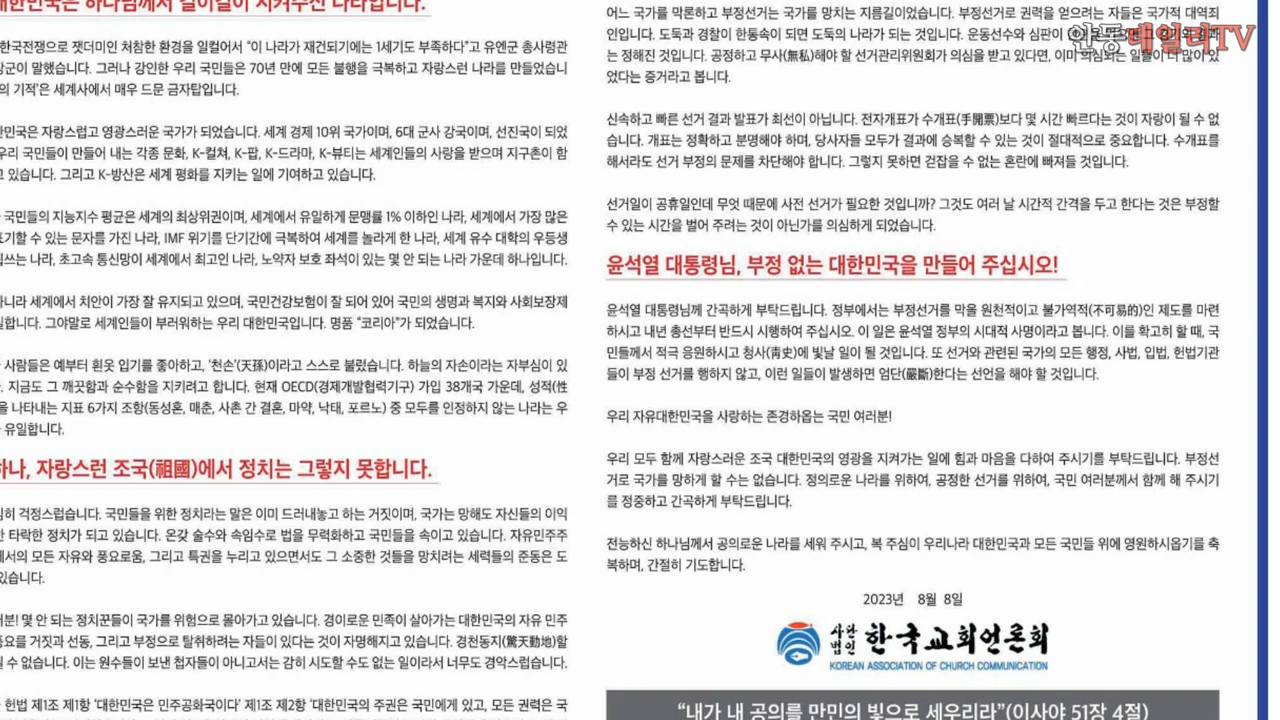 대한민국은 하나님께서 길이길이 지켜주신 나라입니다.
한국전쟁으로 잿더미인 처참한 환경을 일컬어서 “이 나라가 재건되기에는 1세기도 부족하다”고 유엔군 총사령관
장군이 말했습니다. 그러나 강인한 우리 국민들은 70년 만에 모든 불행을 극복하고 자랑스런 나라를 만들었습니
의 기적’은 세계사에서 매우 드문 금자탑입니다.
한민국은 자랑스럽고 영광스러운 국가가 되었습니다. 세계 경제 10위 국가이며, 6대 군사 강국이며, 선진국이 되었
우리 국민들이 만들어 내는 각종 문화, K-컬쳐, K-팝, K-드라마, K-뷰티는 세계인들의 사랑을 받으며 지구촌이 함
고 있습니다. 그리고 K-방산은 세계 평화를 지키는 일에 기여하고 있습니다.
국민들의 지능지수 평균은 세계의 최상위권이며, 세계에서 유일하게 문맹률 1% 이하인 나라, 세계에서 가장 많은
표기할 수 있는 문자를 가진 나라, IMF 위기를 단기간에 극복하여 세계를 놀라게 한 나라, 세계 유수 대학의 우등생
쓰는 나라, 초고속 통신망이 세계에서 최고인 나라, 노약자 보호 좌석이 있는 몇 안 되는 나라 가운데 하나입니다.
아니라 세계에서 치안이 가장 잘 유지되고 있으며, 국민건강보험이 잘 되어 있어 국민의 생명과 복지와 사회보장제
일합니다. 그야말로 세계인들이 부러워하는 우리 대한민국입니다. 명품 “코리아”가 되었습니다.
사람들은 예부터 흰옷 입기를 좋아하고, ‘천손’(天孫)이라고 스스로 불렀습니다. 하늘의 자손이라는 자부심이 있
. 지금도 그 깨끗함과 순수함을 지키려고 합니다. 현재 OECD(경제개발협력기구) 가입 38개국 가운데, 성적(性
을 나타내는 지표 6가지 조항(동성혼, 매춘, 사촌 간 결혼, 마약, 낙태, 포르노) 중 모두를 인정하지 않는 나라는 우
유일합니다.
하나, 자랑스런 조국(祖國)에서 정치는 그렇지 못합니다.
심히 걱정스럽습니다. 국민들을 위한 정치라는 말은 이미 드러내놓고 하는 거짓이며, 국가는 망해도 자신들의 이익
한 타락한 정치가 되고 있습니다. 온갖 술수와 속임수로 법을 무력화하고 국민들을 속이고 있습니다. 자유민주주
에서의 모든 자유와 풍요로움, 그리고 특권을 누리고 있으면서도 그 소중한 것들을 망치려는 세력들의 준동은 도
있습니다.
러분! 몇 안 되는 정치꾼들이 국가를 위험으로 몰아가고 있습니다. 경이로운 민족이 살아가는 대한민국의 자유 민주
풍요를 거짓과 선동, 그리고 부정으로 탈취하려는 자들이 있다는 것이 자명해지고 있습니다. 경천동지(驚天動地)할
될 수 없습니다. 이는 원수들이 보낸 첩자들이 아니고서는 감히 시도할 수도 없는 일이라서 너무도 경악스럽습니다.
헌법 제1조 제1항 ‘대한민국은 민주공화국이다’ 제1조 제2항 ‘대한민국의 주권은 국민에게 있고, 모든 권력은 국
어느 국가를 막론하고 부정선거는 국가를 망치는 지름길이었습니다. 부정선거로 권력을 얻으려는 자들은 국가적 대역죄
인입니다. 도둑과 경찰이 한통속이 되면 도둑의 나라가 되는 것입니다. 운동선수와 심판이
는 정해진 것입니다. 공정하고 무사(無私)해야 할 선거관리위원회가 의심을 받고 있다면, 이미 의심되는 일들이 더 많이 있
었다는 증거라고 봅니다.
신속하고 빠른 선거 결과 발표가 최선이 아닙니다. 전자개표가 수개표(手開票)보다 몇 시간 빠르다는 것이 자랑이 될 수 없
습니다. 개표는 정확하고 분명해야 하며, 당사자들 모두가 결과에 승복할 수 있는 것이 절대적으로 중요합니다. 수개표를
해서라도 선거 부정의 문제를 차단해야 합니다. 그렇지 못하면 걷잡을 수 없는 혼란에 빠져들 것입니다.
선거일이 공휴일인데 무엇 때문에 사전 선거가 필요한 것입니까? 그것도 여러 날 시간적 간격을 두고 한다는 것은 부정할
수 있는 시간을 벌어 주려는 것이 아닌가를 의심하게 되었습니다.
윤석열 대통령님, 부정 없는 대한민국을 만들어 주십시오!
윤석열 대통령님께 간곡하게 부탁드립니다. 정부에서는 부정선거를 막을 원천적이고 불가역적(不可易的)인 제도를 마련
하시고 내년 총선부터 반드시 시행하여 주십시오. 이 일은 윤석열 정부의 시대적 사명이라고 봅니다. 이를 확고히 할 때, 국
민들께서 적극 응원하시고 청사(靑史)에 빛날 일이 될 것입니다. 또 선거와 관련된 국가의 모든 행정, 사법, 입법, 헌법기관
들이 부정 선거를 행하지 않고, 이런 일들이 발생하면 엄단(嚴斷)한다는 선언을 해야 할 것입니다.
우리 자유대한민국을 사랑하는 존경하옵는 국민 여러분!
우리 모두 함께 자랑스러운 조국 대한민국의 영광을 지켜가는 일에 힘과 마음을 다하여 주시기를 부탁드립니다. 부정선
거로 국가를 망하게 할 수는 없습니다. 정의로운 나라를 위하여, 공정한 선거를 위하여, 국민 여러분께서 함께 해 주시기
를 정중하고 간곡하게 부탁드립니다.
전능하신 하나님께서 공의로운 나라를 세워 주시고, 복 주심이 우리나라 대한민국과 모든 국민들 위에 영원하시옵기를 축
복하며, 간절히 기도합니다.
2023년 8월 8일
사단법인 한국교회언론회
KOREAN ASSOCIATION OF CHURCH COMMUNICATION
“내가 내 공의를 만민의 빛으로 세우리라”(이사야 51장 4절)
안동데일리TV